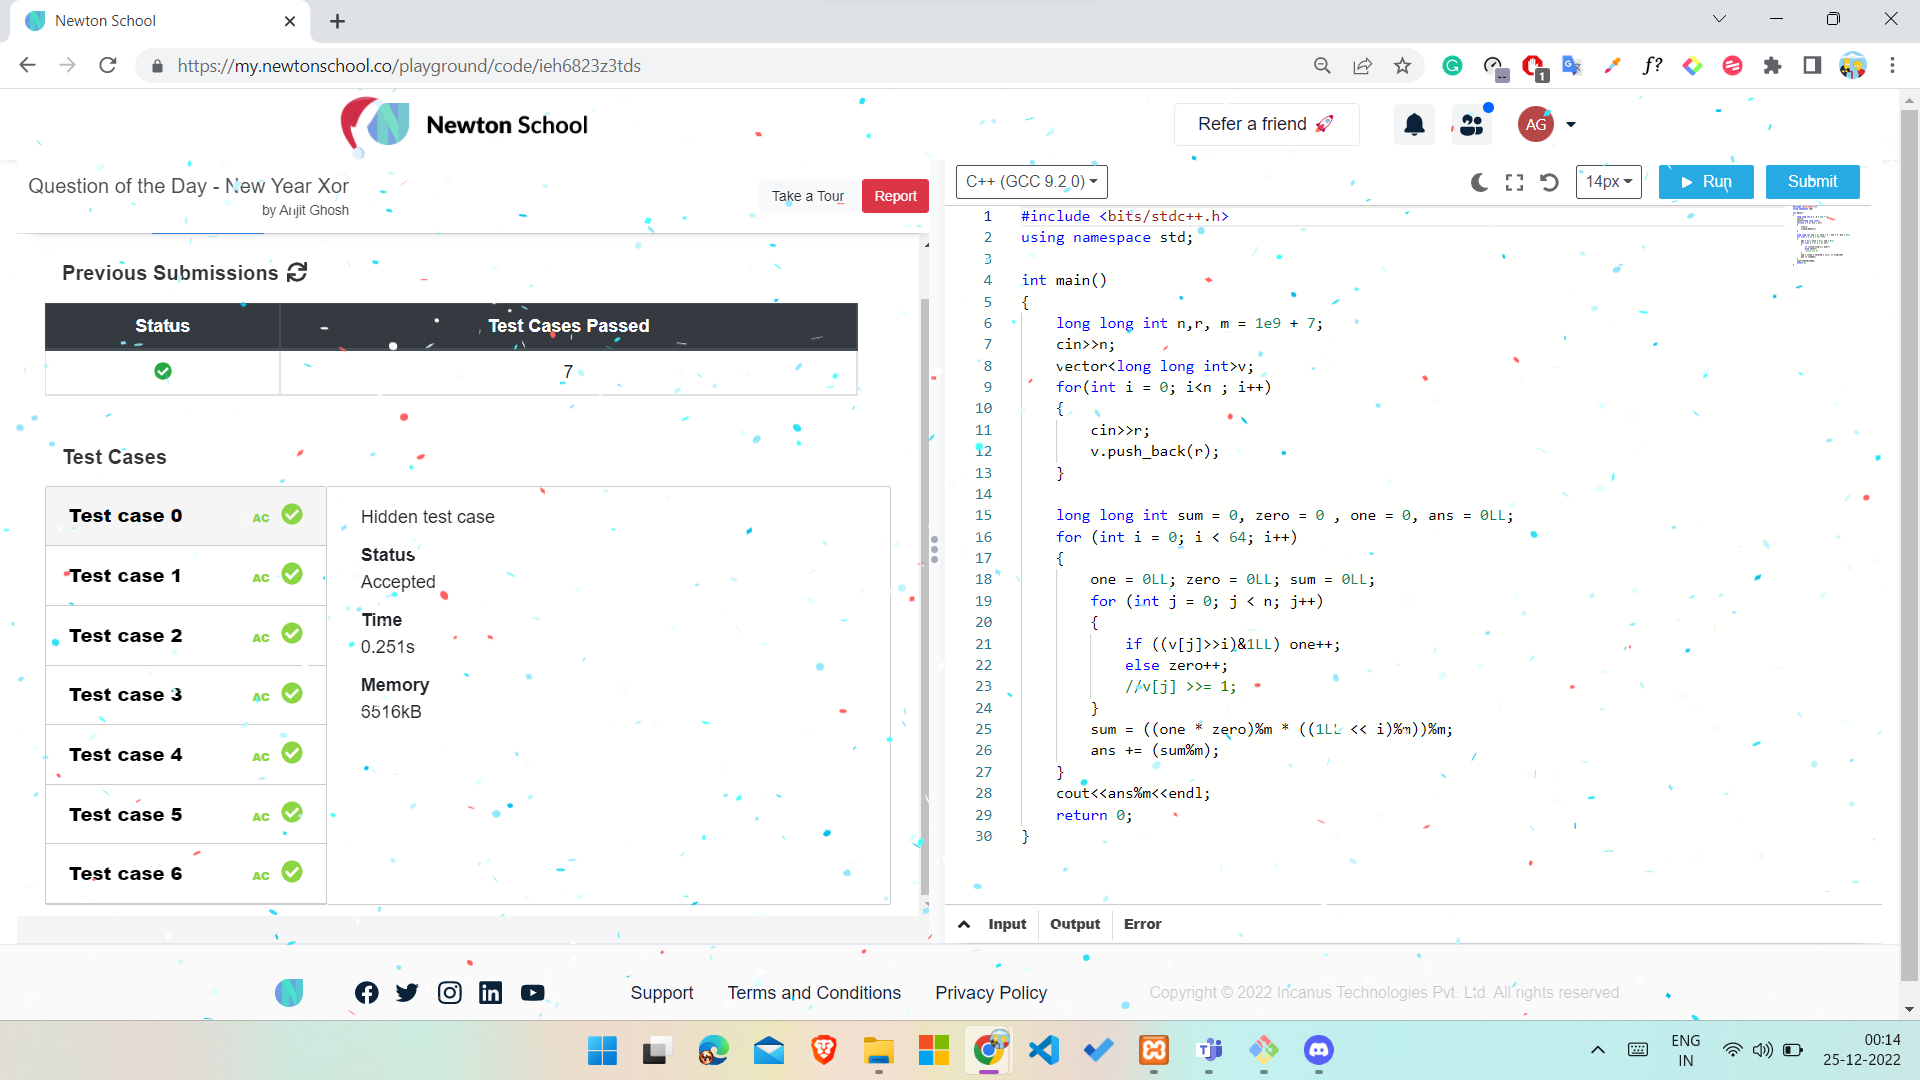 Newton School
https://my.newtonschool.co/playground/code/ieh6823z3tds
1
f?
Newton School
Refer a friend
AG
Question of the Day - New Year Xor
by Anjit Ghosh
Take a Tour
Report
C++ (GCC 9.2.0)
14px
Run
Submit
Previous Submissions
Status
Test Cases Passed
7
Test Cases
Test case 0
AC
Test case 1
AC
Test case 2
AC
Test case 3
AC
Test case 4
AC
Test case 5
AC
Test case 6
AC
Hidden test case
Status
Accepted
Time
0.251s
Memory
6516kB
1 #include <bits/stdc++.h>
2 using namespace std;
3
4 int main()
5 {
6 long long int n,r, m = 1e9 + 7;
7 cin>>n;
8 vector<long long int>v;
9 for(int i = 0; i<n ; i++)
10 {
11 cin>>r;
12 v.push_back(r);
13 }
14
15 long long int sum = 0, zero = 0 , one = 0, ans = 0LL;
16 for (int i = 0; i < 64; i++)
17 {
18 one = 0LL; zero = 0LL; sum = 0LL;
19 for (int j = 0; j < n; j++)
20 {
21 if ((v[j]>>i)&1LL) one++;
22 else zero++;
23 //v[j] >>= 1;
24 }
25 sum = ((one * zero)%m * ((1LL << i)%m))%m;
26 ans += (sum%m);
27 }
28 cout<<ans%m<<endl;
29 return 0;
30 }
Input
Output
Error
Support
Terms and Conditions
Privacy Policy
Copyright © 2022 Incanus Technologies Pvt. Ltd. All rights reserved.
ENG
IN
00:14
25-12-2022